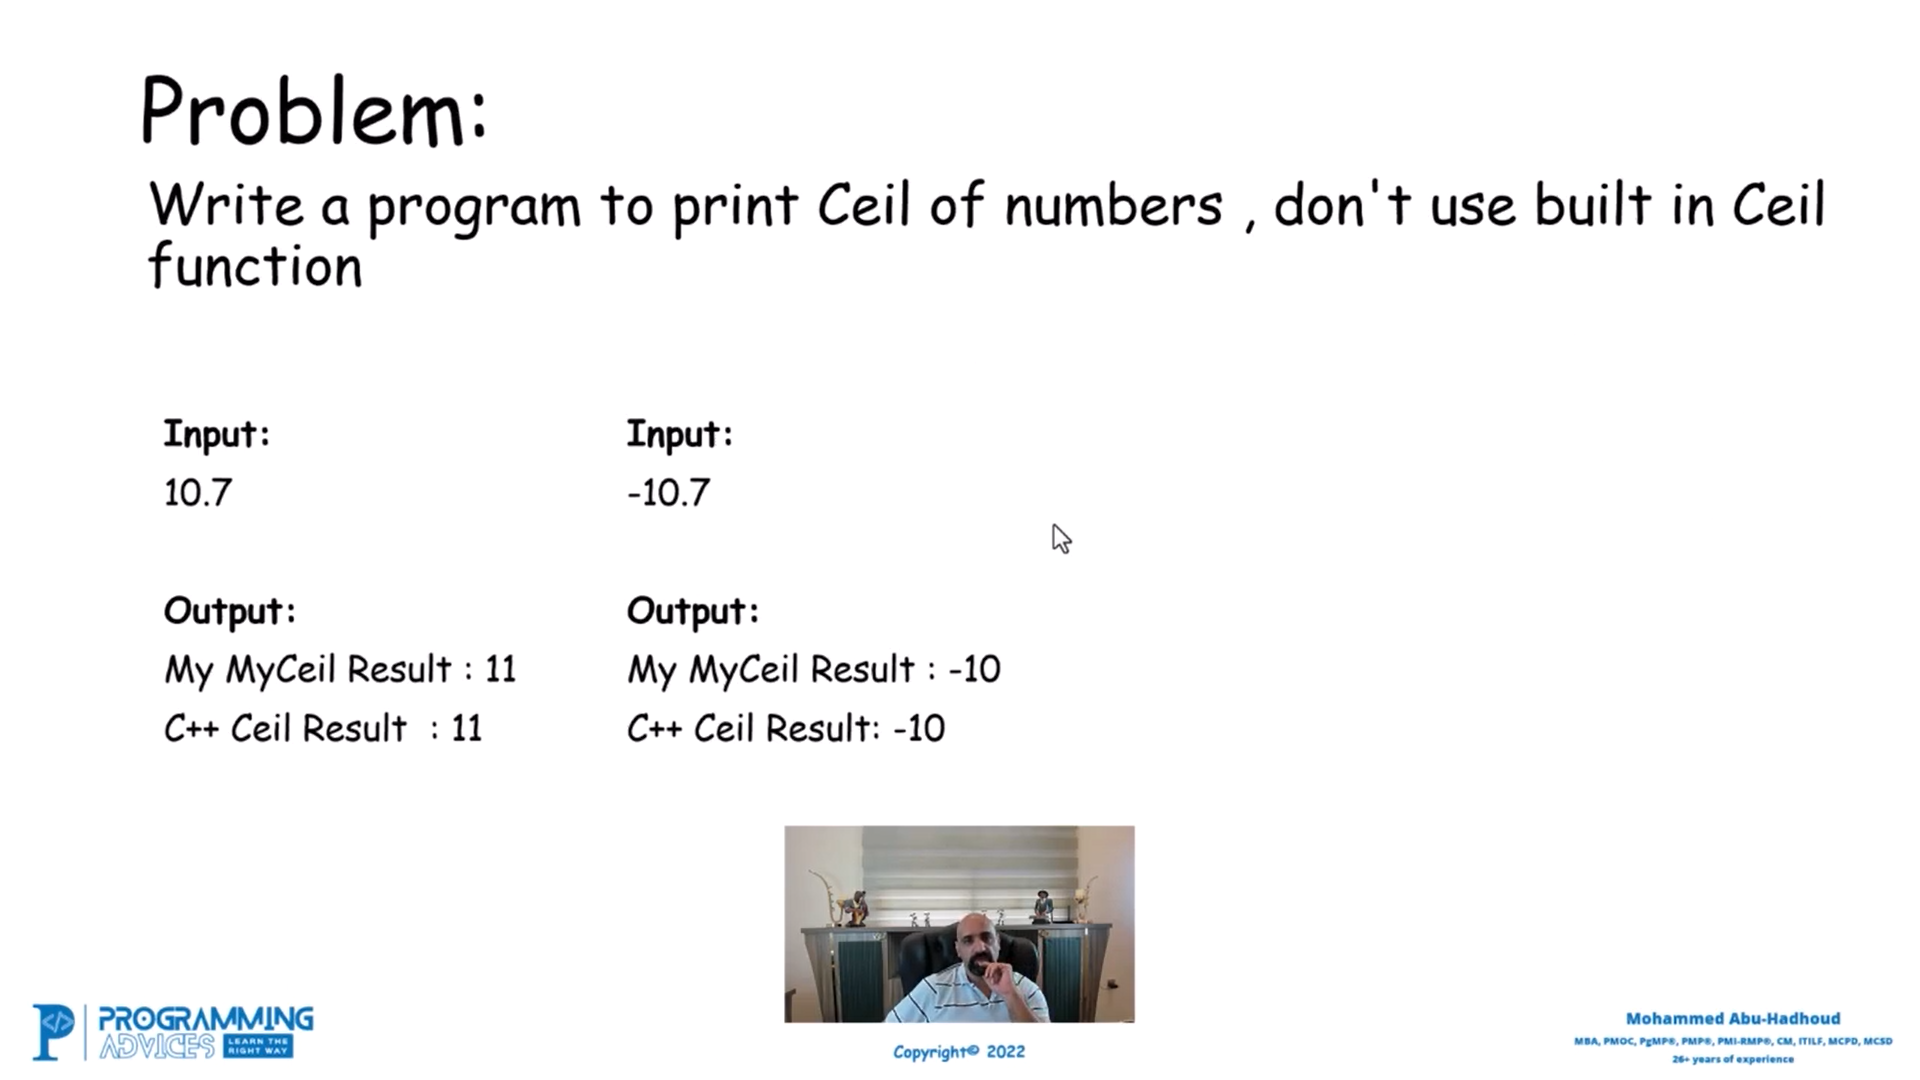 Problem:
Write a program to print Ceil of numbers , don't use built in Ceil
function
Input:
10.7
Output:
My MyCeil Result : 11
C++ Ceil Result  : 11
Input:
-10.7
Output:
My MyCeil Result : -10
C++ Ceil Result: -10
PROGRAMMING
ADVICES
LEARN THE
RIGHT WAY
Copyright© 2022
Mohammed Abu-Hadhoud
MBA, PMOC, PgMP®, PMP®, PMI-RMP®, CM, ITILF, MCPD, MCSD
26+ years of experience